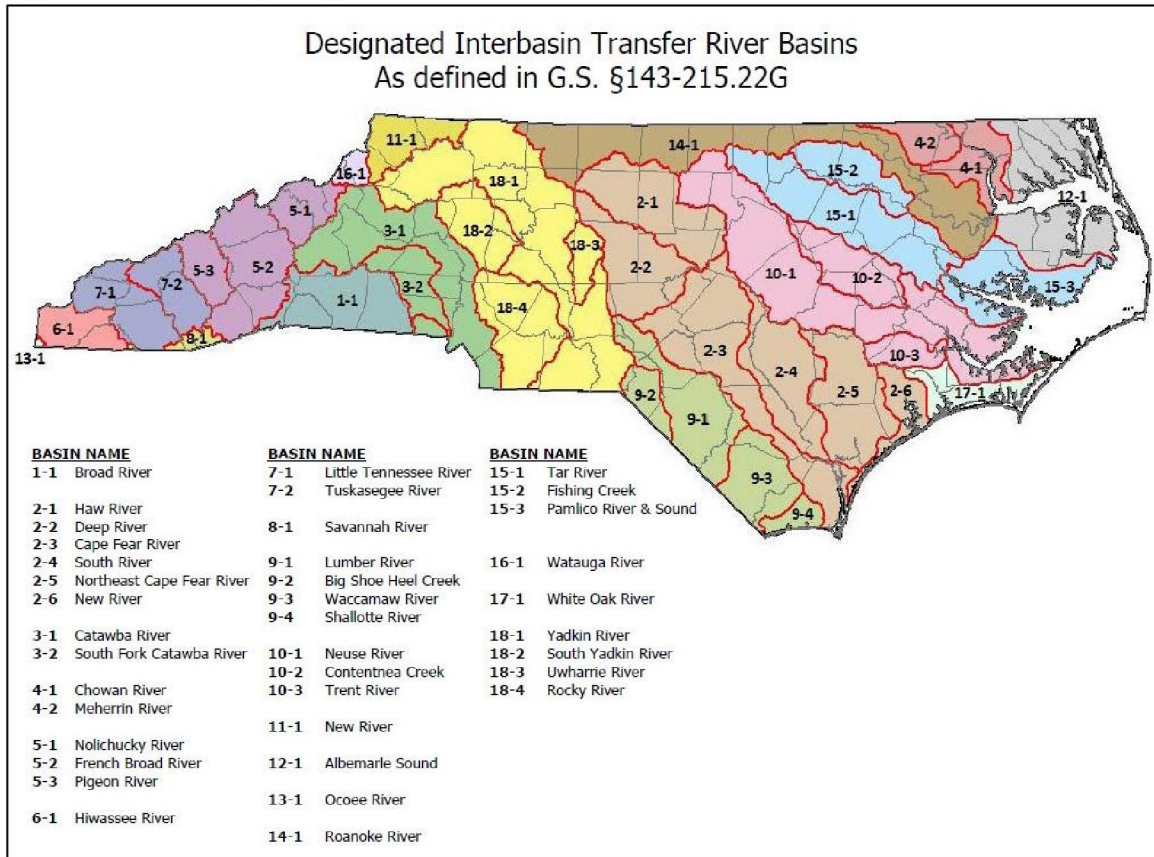 Designated Interbasin Transfer River Basins
As defined in G.S. §143-215.22G
11-1
14-1
4-2
4-1
16-1
18-1
15-2
12-1
5-1
2-1
15-1
3-1
18-2
18-3
5-3
5-2
2-2
10-1
10-2
7-2
7-1
3-2
15-3
1-1
18-4
6-1
8-1
13-1
2-3
2-4
10-3
2-5
2-6
17-1
9-2
9-1
9-3
9-4
BASIN NAME
1-1 Broad River
2-1 Haw River
2-2 Deep River
2-3 Cape Fear River
2-4 South River
2-5 Northeast Cape Fear River
2-6 New River
3-1 Catawba River
3-2 South Fork Catawba River
4-1 Chowan River
4-2 Meherrin River
5-1 Nolichucky River
5-2 French Broad River
5-3 Pigeon River
6-1 Hiwassee River
BASIN NAME
7-1 Little Tennessee River
7-2 Tuskasegee River
8-1 Savannah River
9-1 Lumber River
9-2 Big Shoe Heel Creek
9-3 Waccamaw River
9-4 Shallotte River
10-1 Neuse River
10-2 Contentnea Creek
10-3 Trent River
11-1 New River
12-1 Albemarle Sound
13-1 Ocoee River
14-1 Roanoke River
BASIN NAME
15-1 Tar River
15-2 Fishing Creek
15-3 Pamlico River & Sound
16-1 Watauga River
17-1 White Oak River
18-1 Yadkin River
18-2 South Yadkin River
18-3 Uwharrie River
18-4 Rocky River